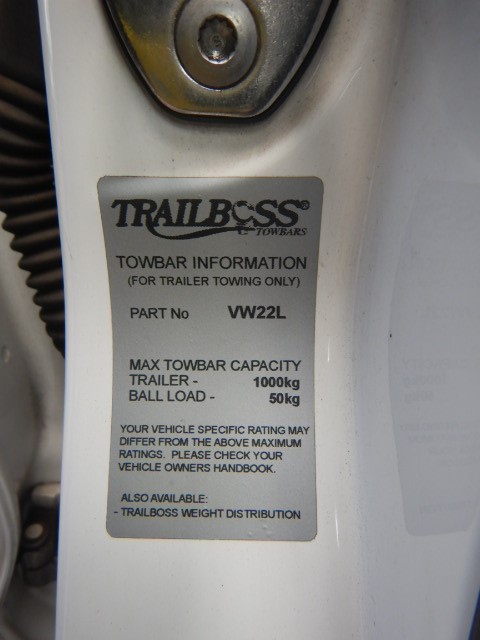 TRAILBOSS®
TOWBARS
TOWBAR INFORMATION
(FOR TRAILER TOWING ONLY)
PART No VW22L
MAX TOWBAR CAPACITY
TRAILER - 1000kg
BALL LOAD - 50kg
YOUR VEHICLE SPECIFIC RATING MAY
DIFFER FROM THE ABOVE MAXIMUM
RATINGS. PLEASE CHECK YOUR
VEHICLE OWNERS HANDBOOK.
ALSO AVAILABLE:
- TRAILBOSS WEIGHT DISTRIBUTION